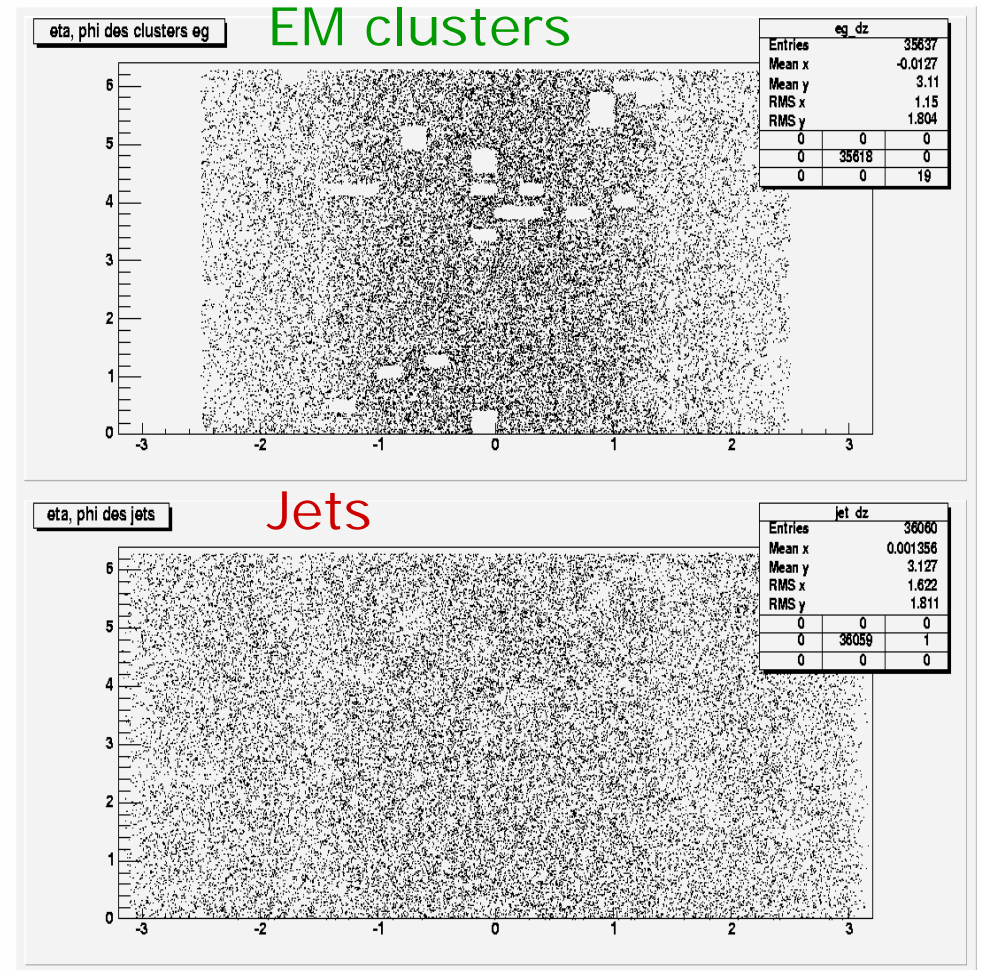 EM clusters
eta, phi des clusters eg
eg_dz
Entries 35637
Mean x -0.0127
Mean y 3.11
RMS x 1.15
RMS y 1.804
0 0 0
0 35618 0
0 0 19
6
5
4
3
2
1
0
-3 -2 -1 0 1 2 3
Jets
eta, phi des jets
jet_dz
Entries 36060
Mean x 0.001356
Mean y 3.127
RMS x 1.622
RMS y 1.811
0 0 0
0 36059 1
0 0 0
6
5
4
3
2
1
0
-3 -2 -1 0 1 2 3